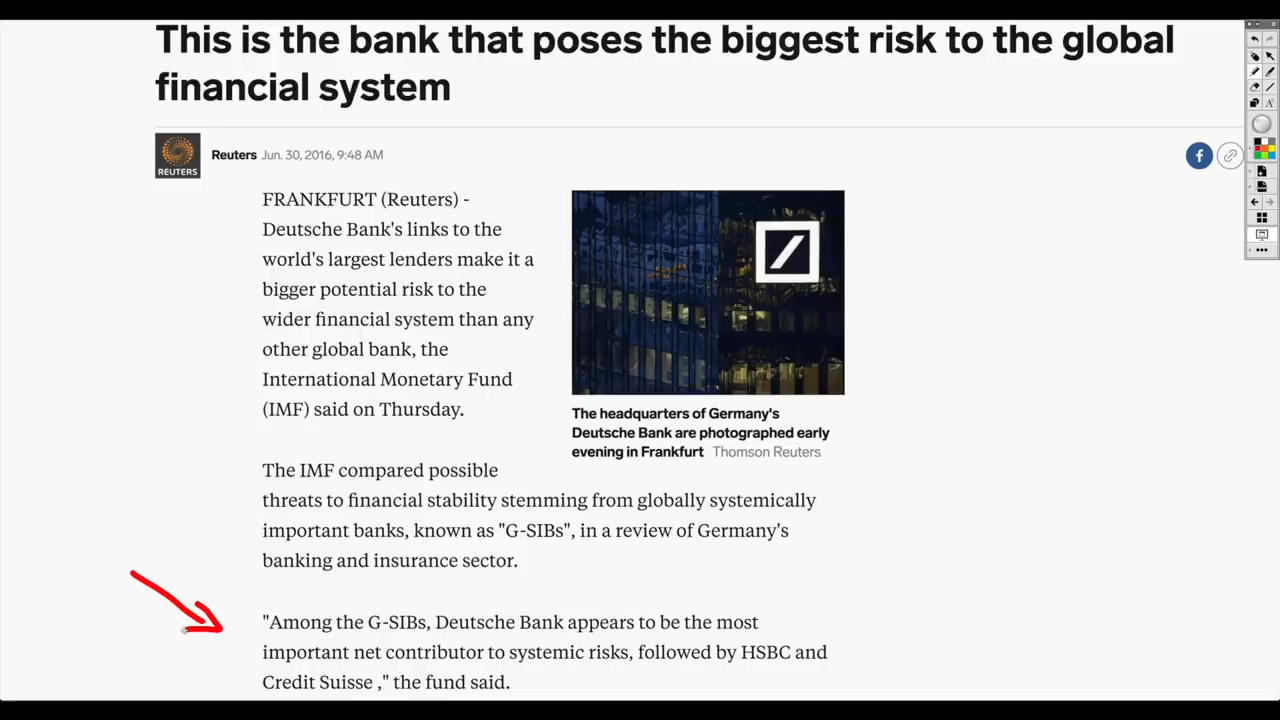 This is the bank that poses the biggest risk to the global
financial system
REUTERS
Reuters Jun. 30, 2016, 9:48 AM
FRANKFURT (Reuters) -
Deutsche Bank's links to the
world's largest lenders make it a
bigger potential risk to the
wider financial system than any
other global bank, the
International Monetary Fund
(IMF) said on Thursday.
The headquarters of Germany's
Deutsche Bank are photographed early
evening in Frankfurt Thomson Reuters
The IMF compared possible
threats to financial stability stemming from globally systemically
important banks, known as "G-SIBs", in a review of Germany's
banking and insurance sector.
"Among the G-SIBs, Deutsche Bank appears to be the most
important net contributor to systemic risks, followed by HSBC and
Credit Suisse ," the fund said.